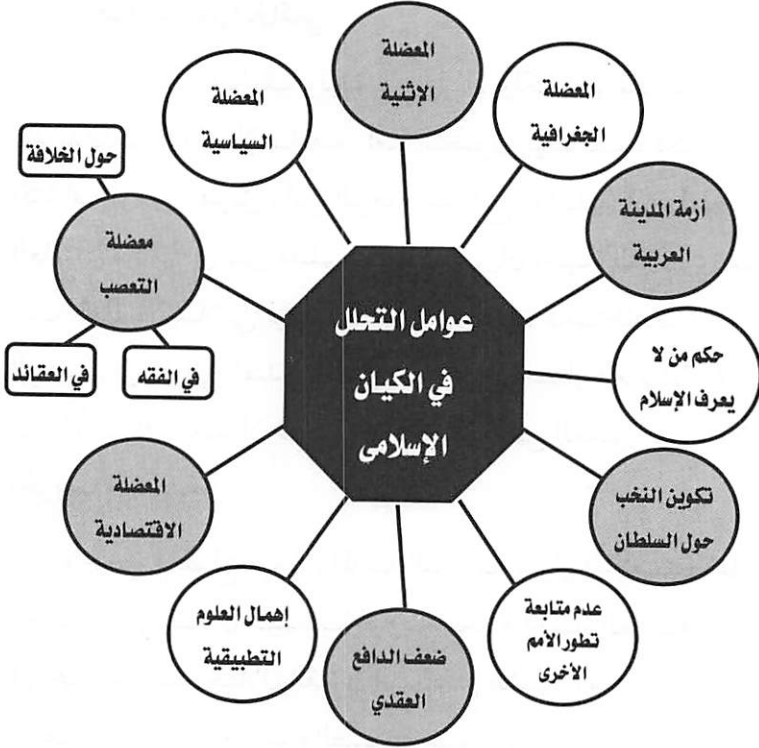 المعضلة
الإثنية
المعضلة
الجغرافية
أزمة المدينة
العربية
حكم من لا
يعرف الإسلام
تكوين النخب
حول السلطان
عدم متابعة
تطور الأمم
الأخرى
ضعف الدافع
العقدي
إهمال العلوم
التطبيقية
المعضلة
الاقتصادية
معضلة
التعصب
حول الخلافة
في الفقه
في العقائد
المعضلة
السياسية
عوامل التحلل
في الكيان
الإسلامي